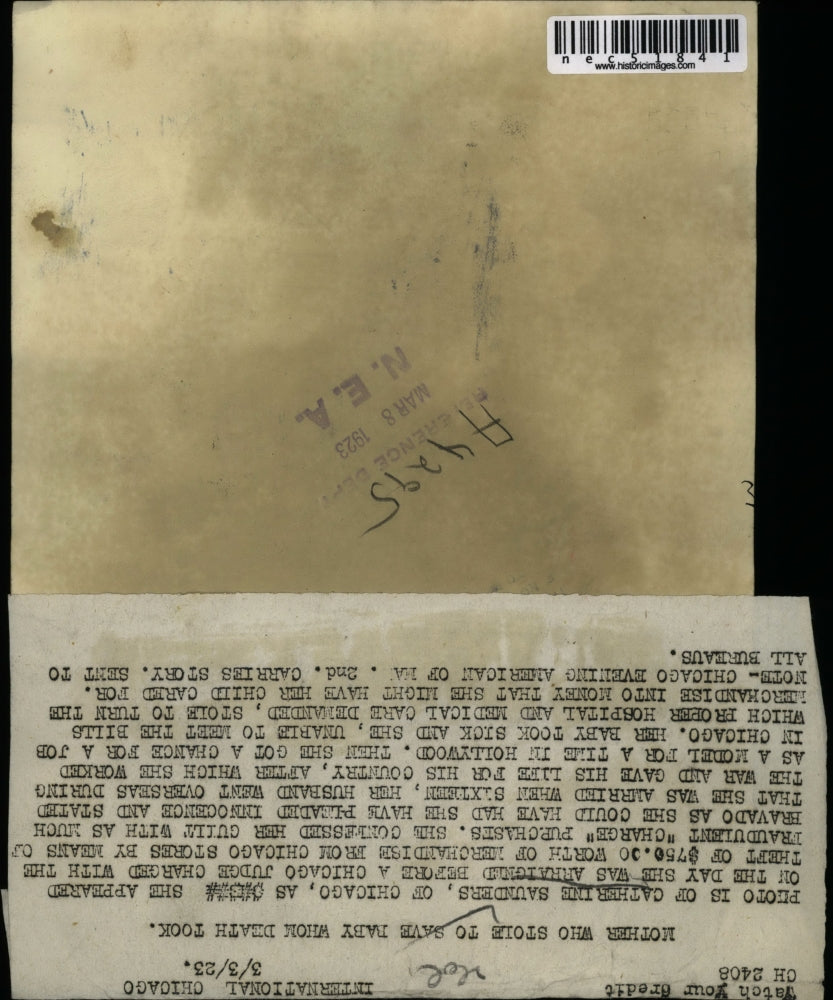 nec51841
www.historicimages.com
N.E.A.
MAR 8 1923
REFERENCE DEPT
A4295
Watch Your Credit INTERNATIONAL CHICAGO
CH 2408 3/3/23.
MOTHER WHO STOLE TO SAVE BABY WHOM DEATH TOOK.
PHOTO IS OF CATHERINE SAUNDERS, OF CHICAGO, AS SHE APPEARED
ON THE DAY SHE WAS ARRAIGNED BEFORE A CHICAGO JUDGE CHARGED WITH THE
THEFT OF $750.00 WORTH OF MERCHANDISE FROM CHICAGO STORES BY MEANS OF
FRAUDULENT "CHARGE" PURCHASES. SHE CONFESSED HER GUILT WITH AS MUCH
BRAVADO AS SHE COULD HAVE HAD SHE HAVE PLEADED INNOCENCE AND STATED
THAT SHE WAS MARRIED WHEN SIXTEEN, HER HUSBAND WENT OVERSEAS DURING
THE WAR AND GAVE HIS LIFE FOR HIS COUNTRY, AFTER WHICH SHE WORKED
AS A MODEL FOR A TIME IN HOLLYWOOD. THEN SHE GOT A CHANCE FOR A JOB
IN CHICAGO. HER BABY TOOK SICK AND SHE, UNABLE TO MEET THE BILLS
WHICH PROPER HOSPITAL AND MEDICAL CARE DEMANDED, STOLE TO TURN THE
MERCHANDISE INTO MONEY THAT SHE MIGHT HAVE HER CHILD CARED FOR.
NOTE- CHICAGO EVENING AMERICAN OF MA . 2nd. CARRIES STORY. SENT TO
ALL BUREAUS.